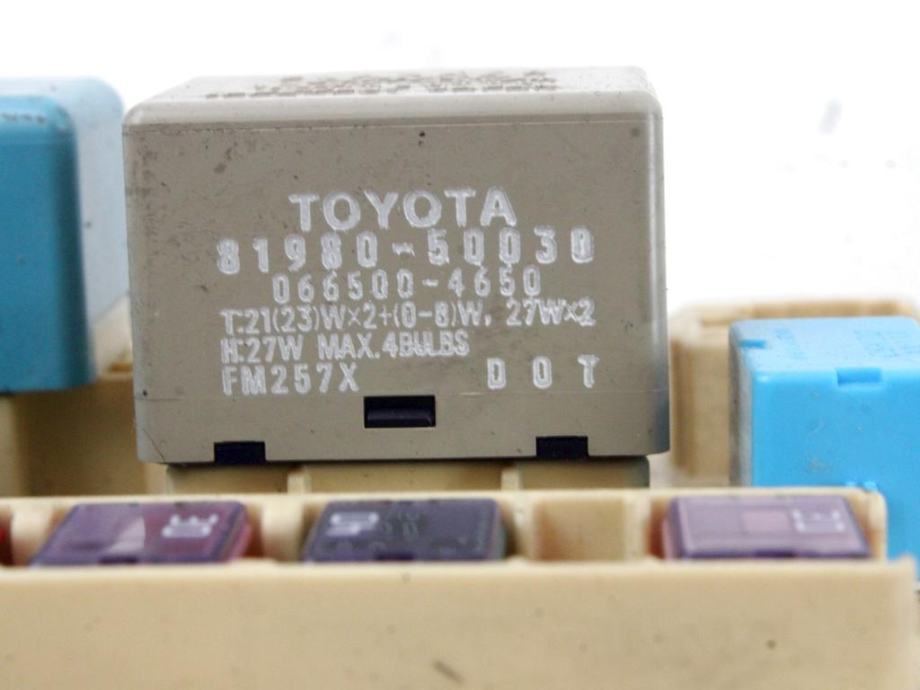 TOYOTA
81980-50030
066500-4650
T:21(23)W×2+(0-8)W, 27W×2
H:27W MAX.4BULBS
FM257X DOT